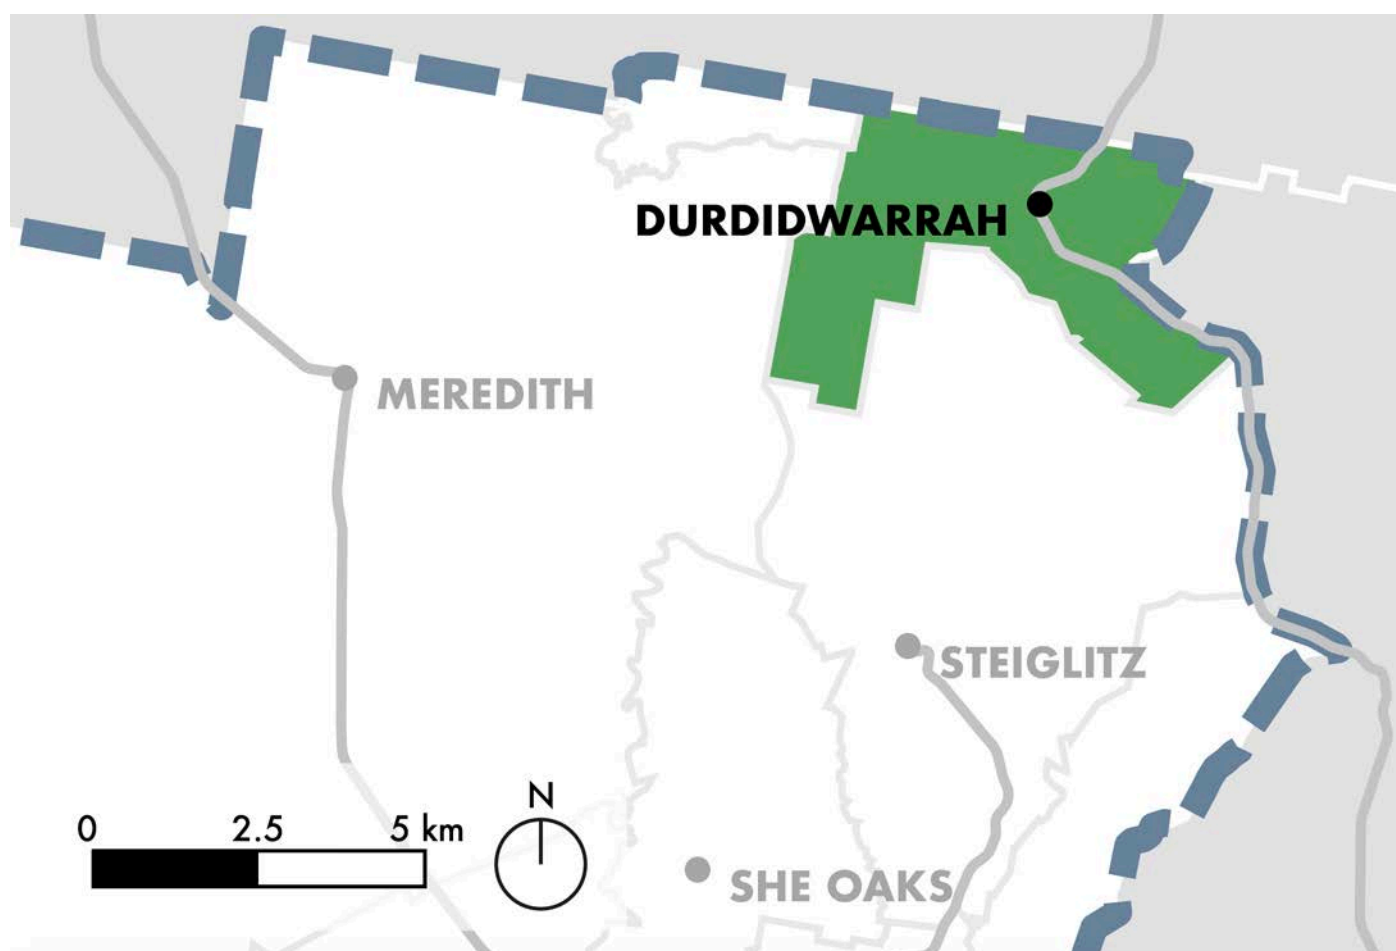 DURDIDWARRAH
MEREDITH
STEIGLITZ
N
0 2.5 5 km
SHE OAKS